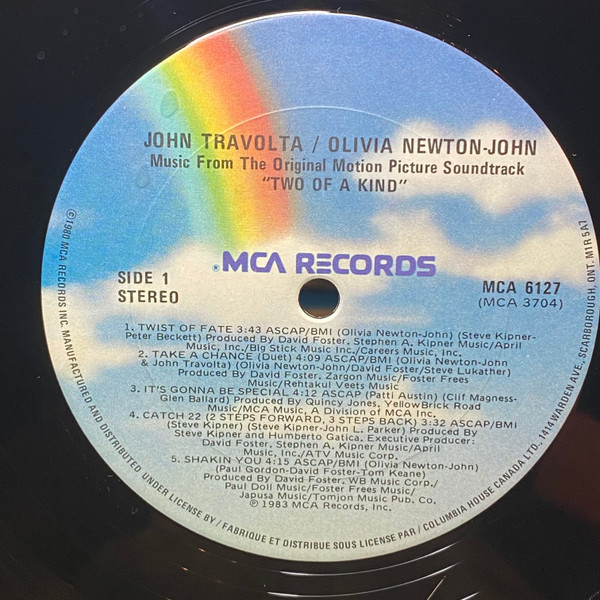 JOHN TRAVOLTA / OLIVIA NEWTON-JOHN
Music From The Original Motion Picture Soundtrack
"TWO OF A KIND"
®MCA RECORDS
SIDE 1
STEREO
MCA 6127
(MCA 3704)
1. TWIST OF FATE 3:43 ASCAP/BMI (Olivia Newton-John) (Steve Kipner-
Peter Beckett) Produced By David Foster. Stephen A. Kipner Music/April
Music, Inc./Big Stick Music Inc./Careers Music, Inc.
2. TAKE A CHANCE (Duet) 4:09 ASCAP/BMI (Olivia Newton-John
& John Travolta) (Olivia Newton-John/David Foster/Steve Lukather)
Produced By David Foster. Zargon Music/Foster Frees
Music/Rehtakul Veets Music
3. IT'S GONNA BE SPECIAL 4:12 ASCAP (Patti Austin) (Clif Magness-
Glen Ballard) Produced By Quincy Jones, YellowBrick Road
Music/MCA Music, A Division of MCA Inc.
4. CATCH 22 (2 STEPS FORWARD, 3 STEPS BACK) 3:32 ASCAP/BMI
(Steve Kipner) (Steve Kipner-John L. Parker) Produced By
Steve Kipner and Humberto Gatica. Executive Producer:
David Foster. Stephen A. Kipner Music/April
Music, Inc./ATV Music Corp.
5. SHAKIN YOU 4:15 ASCAP/BMI (Olivia Newton-John)
(Paul Gordon-David Foster-Tom Keane)
Produced By David Foster. WB Music Corp./
Paul Doll Music/Foster Frees Music/
Japusa Music/Tomjon Music Pub. Co.
℗ 1983 MCA Records, Inc.
©1980 MCA RECORDS INC. MANUFACTURED AND DISTRIBUTED UNDER LICENSE BY / FABRIQUE ET DISTRIBUE SOUS LICENSE PAR / COLUMBIA HOUSE CANADA LTD., 1414 WARDEN AVE, SCARBOROUGH, ONT. M1R 5A7